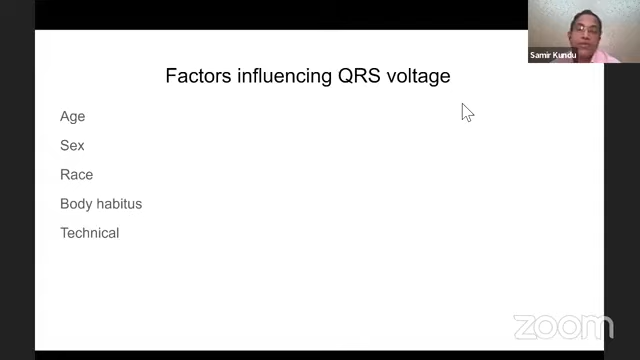 Samir Kundu
Factors influencing QRS voltage
Age
Sex
Race
Body habitus
Technical
zoom